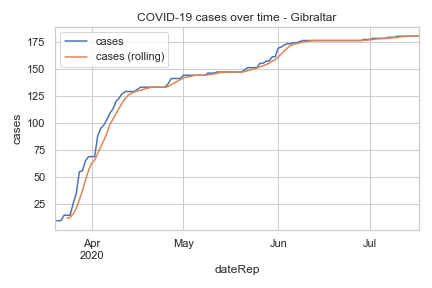 COVID-19 cases over time - Gibraltar
cases
cases (rolling)
175
150
125
100
75
50
25
cases
Apr
2020
May
Jun
Jul
dateRep